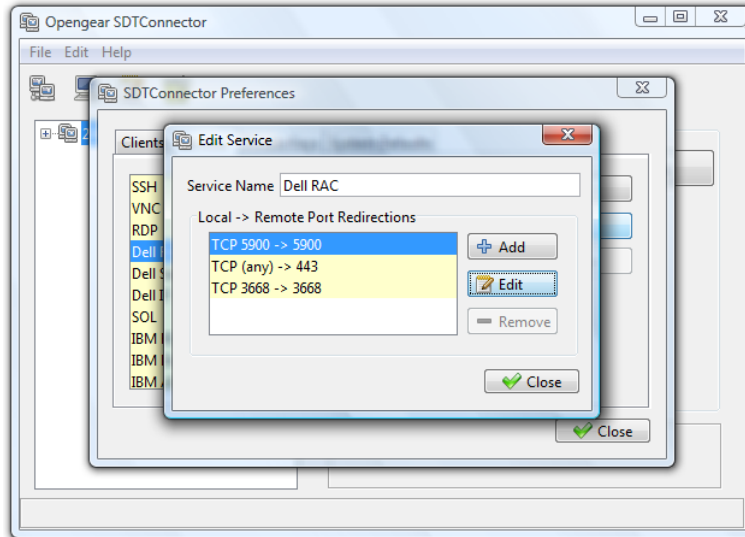 Opengear SDTConnector
File Edit Help
SDTConnector Preferences
Clients
Edit Service
Service Name Dell RAC
Local -> Remote Port Redirections
TCP 5900 -> 5900
TCP (any) -> 443
TCP 3668 -> 3668
Add
Edit
Remove
Close
SSH
VNC
RDP
Dell
Dell
Dell
SOL
IBM
IBM
IBM
Close